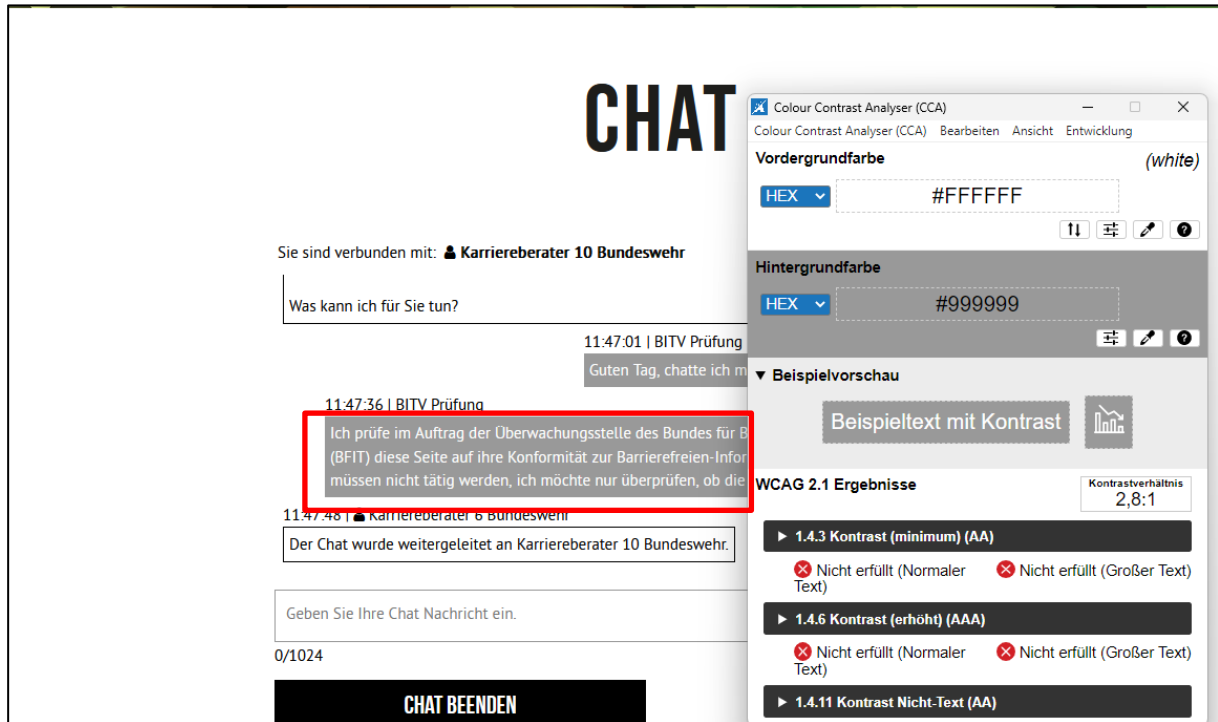 CHAT
Sie sind verbunden mit: Karriereberater 10 Bundeswehr
Was kann ich für Sie tun?
11:47:01 | BITV Prüfung
Guten Tag, chatte ich m
11:47:36 | BITV Prüfung
Ich prüfe im Auftrag der Überwachungsstelle des Bundes für B
(BFIT) diese Seite auf ihre Konformität zur Barrierefreien-Infor
müssen nicht tätig werden, ich möchte nur überprüfen, ob die
11:47:48 | Karriereberater 6 Bundeswehr
Der Chat wurde weitergeleitet an Karriereberater 10 Bundeswehr.
Geben Sie Ihre Chat Nachricht ein.
0/1024
CHAT BEENDEN
Colour Contrast Analyser (CCA)
Colour Contrast Analyser (CCA) Bearbeiten Ansicht Entwicklung
Vordergrundfarbe (white)
HEX #FFFFFF
Hintergrundfarbe
HEX #999999
▼ Beispielvorschau
Beispieltext mit Kontrast
WCAG 2.1 Ergebnisse
Kontrastverhältnis
2,8:1
▶ 1.4.3 Kontrast (minimum) (AA)
Nicht erfüllt (Normaler Text) Nicht erfüllt (Großer Text)
▶ 1.4.6 Kontrast (erhöht) (AAA)
Nicht erfüllt (Normaler Text) Nicht erfüllt (Großer Text)
▶ 1.4.11 Kontrast Nicht-Text (AA)